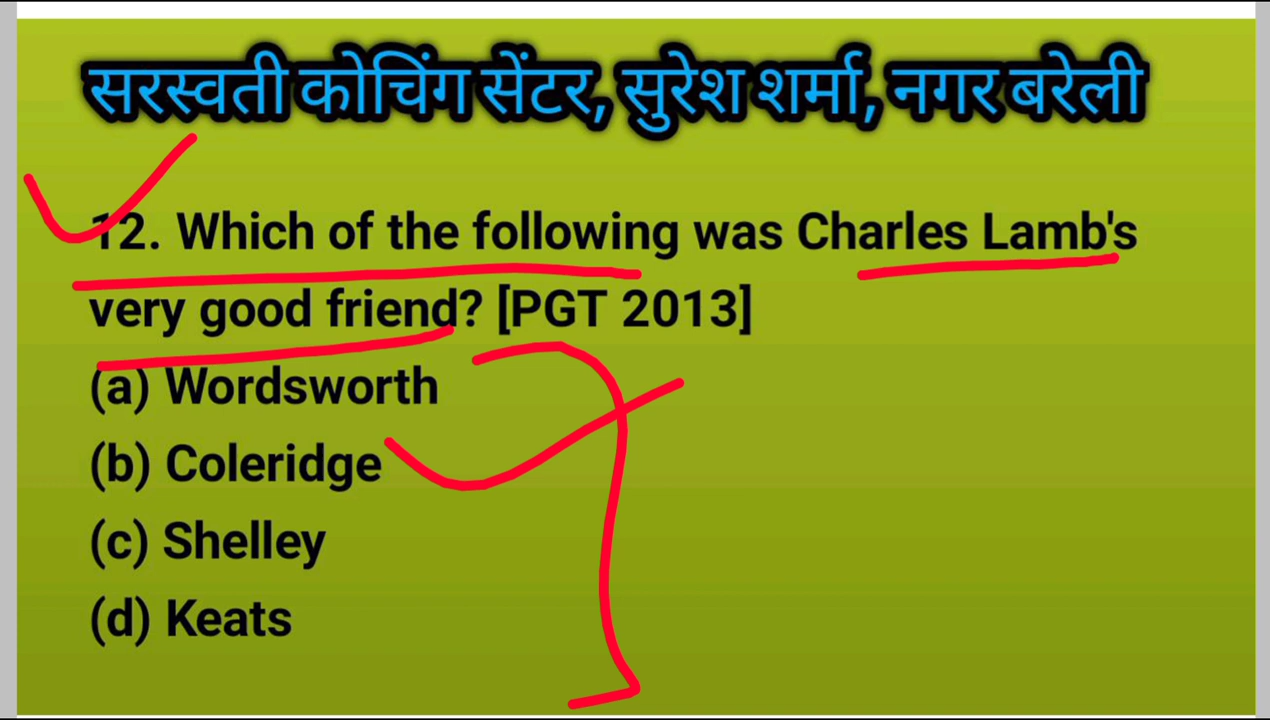 सरस्वती कोचिंग सेंटर, सुरेश शर्मा, नगर बरेली
12. Which of the following was Charles Lamb's
very good friend? [PGT 2013]
(a) Wordsworth
(b) Coleridge
(c) Shelley
(d) Keats